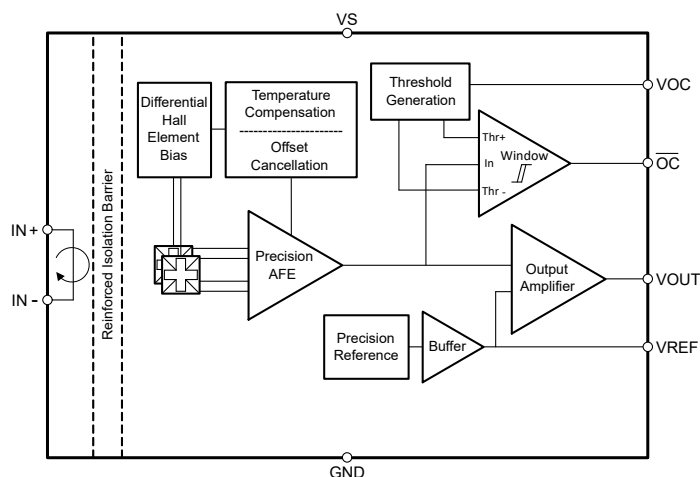 VS
Threshold
Generation
VOC
Differential
Hall
Element
Bias
Temperature
Compensation
Offset
Cancellation
Thr+
In
Thr -
Window
OC
Reinforced Isolation Barrier
IN+
IN-
Precision
AFE
Output
Amplifier
VOUT
Precision
Reference
Buffer
VREF
GND